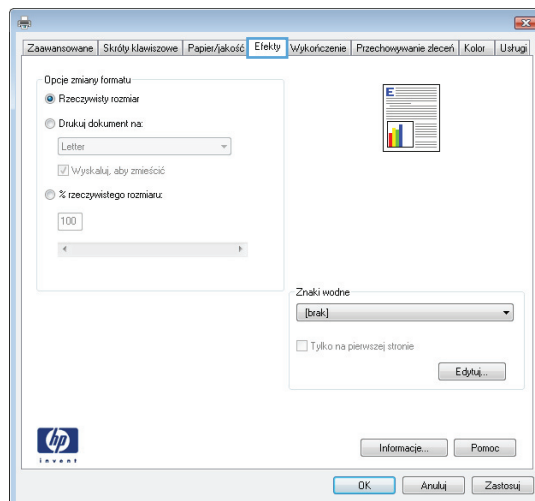 Zaawansowane Skróty klawiszowe Papier/jakość Efekty Wykończenie Przechowywanie zleceń Kolor Usługi
Opcje zmiany formatu
Rzeczywisty rozmiar
Drukuj dokument na:
Letter
Wyskaluj, aby zmieścić
% rzeczywistego rozmiaru:
100
E
Znaki wodne
[brak]
Tylko na pierwszej stronie
Edytuj...
hp
invent
Informacje... Pomoc
OK Anuluj Zastosuj